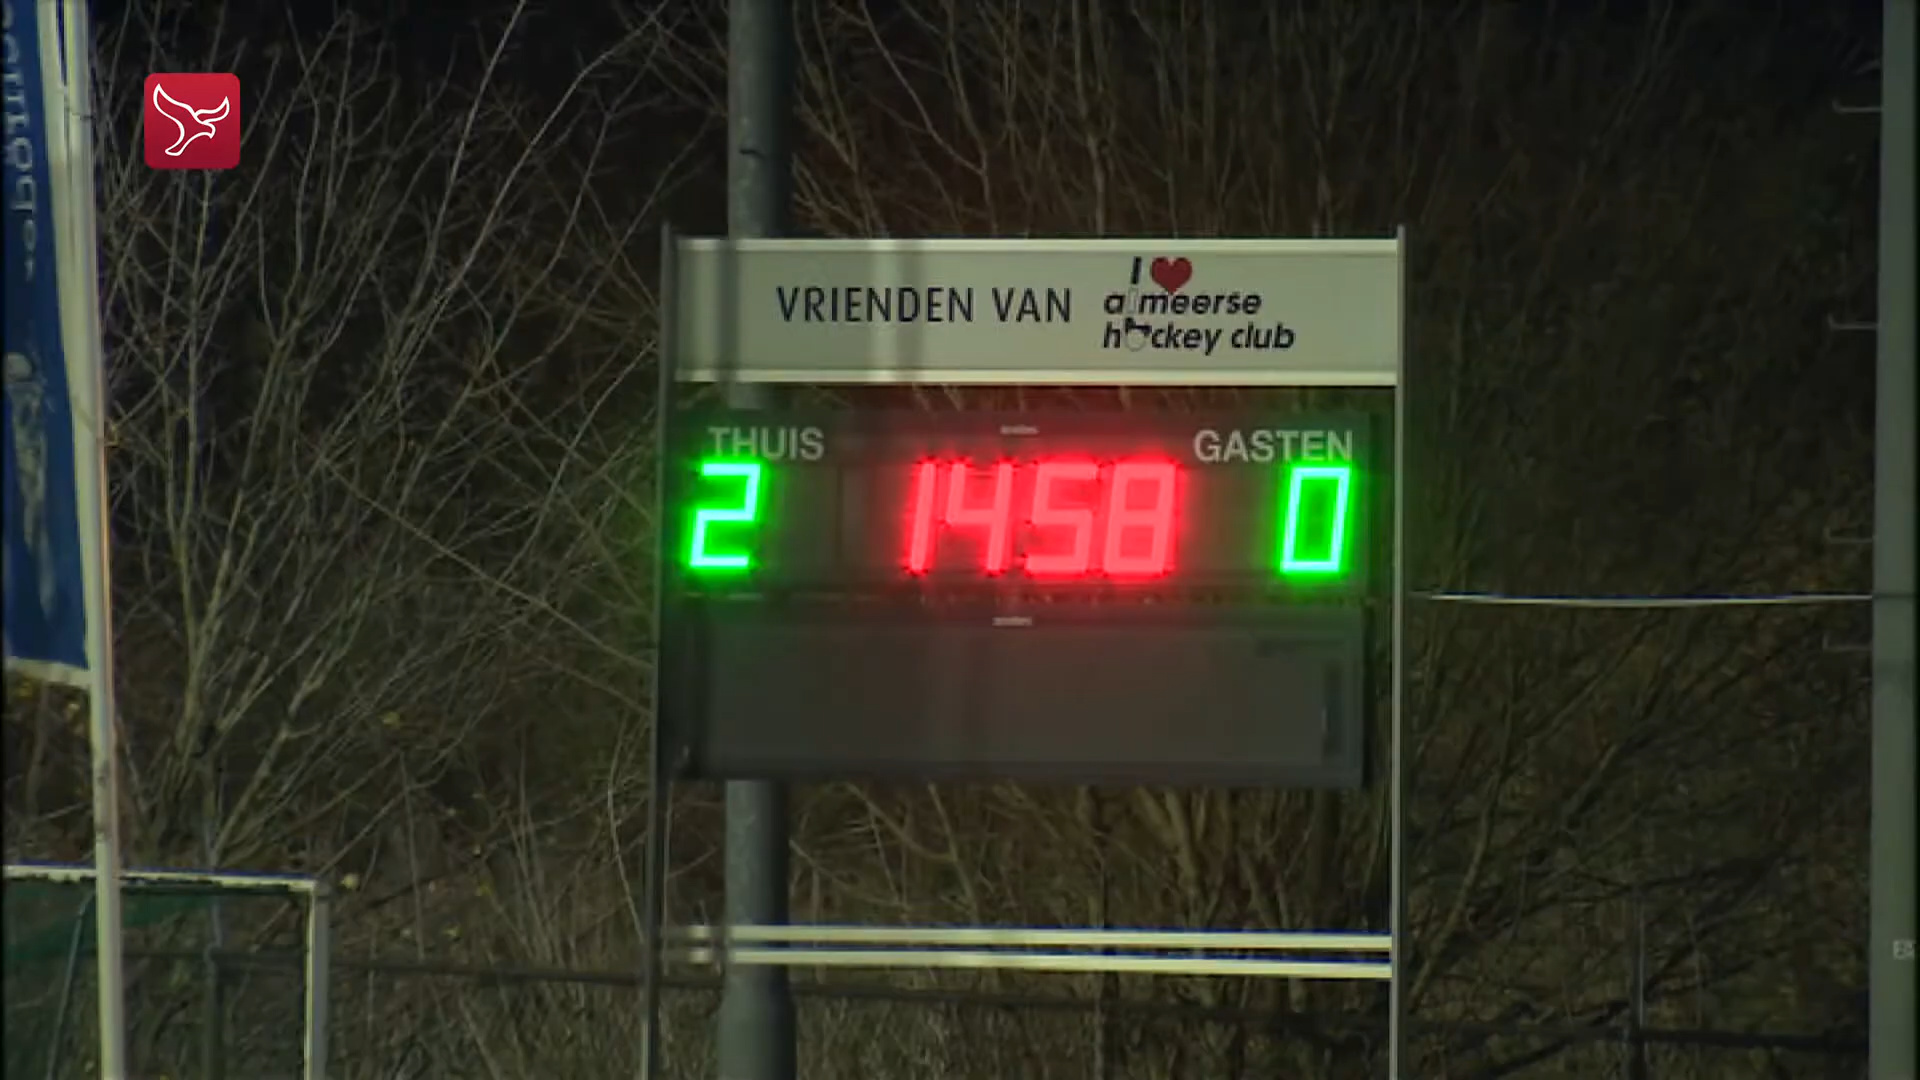 VRIENDEN VAN
I ❤
almeerse
hockey club
THUIS
GASTEN
2 1458 0